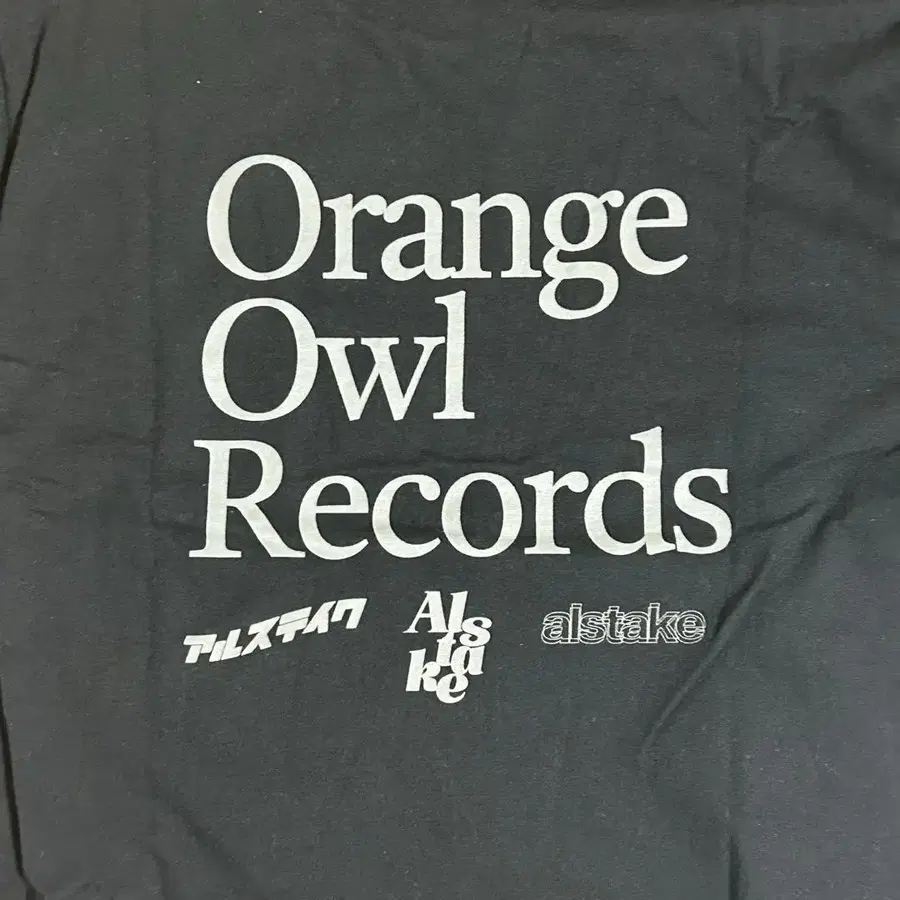 Orange
Owl
Records
アルステイク
Als
ta
ke
alstake